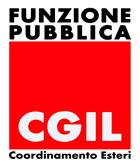 FUNZIONE
PUBBLICA
CGIL
Coordinamento Esteri